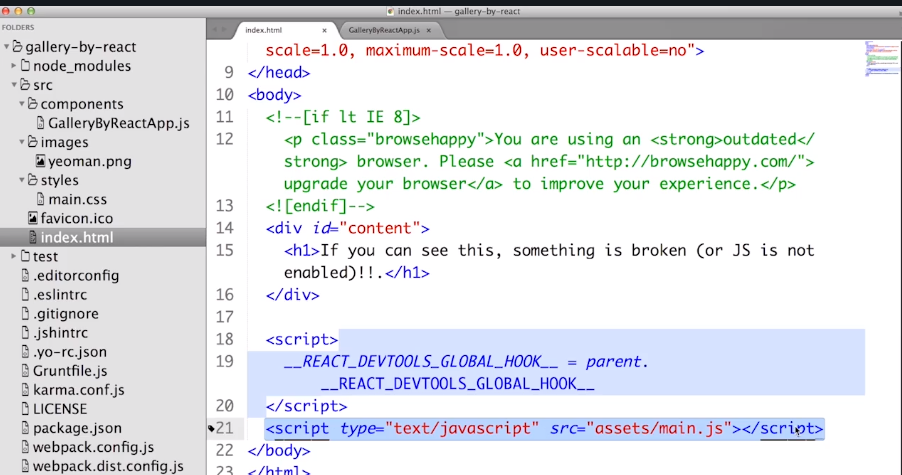 index.html — gallery-by-react
FOLDERS
gallery-by-react
node_modules
src
components
GalleryByReactApp.js
images
yeoman.png
styles
main.css
favicon.ico
index.html
test
.editorconfig
.eslintrc
.gitignore
.jshintrc
.yo-rc.json
Gruntfile.js
karma.conf.js
LICENSE
package.json
webpack.config.js
webpack.dist.config.js
index.html × GalleryByReactApp.js ×
scale=1.0, maximum-scale=1.0, user-scalable=no">
9 </head>
10 <body>
11 <!--[if lt IE 8]>
12 <p class="browsehappy">You are using an <strong>outdated</
strong> browser. Please <a href="http://browsehappy.com/">
upgrade your browser</a> to improve your experience.</p>
13 <![endif]-->
14 <div id="content">
15 <h1>If you can see this, something is broken (or JS is not
enabled)!!.</h1>
16 </div>
17
18 <script>
19 __REACT_DEVTOOLS_GLOBAL_HOOK__ = parent.
__REACT_DEVTOOLS_GLOBAL_HOOK__
20 </script>
21 <script type="text/javascript" src="assets/main.js"></script>
22 </body>
</html>